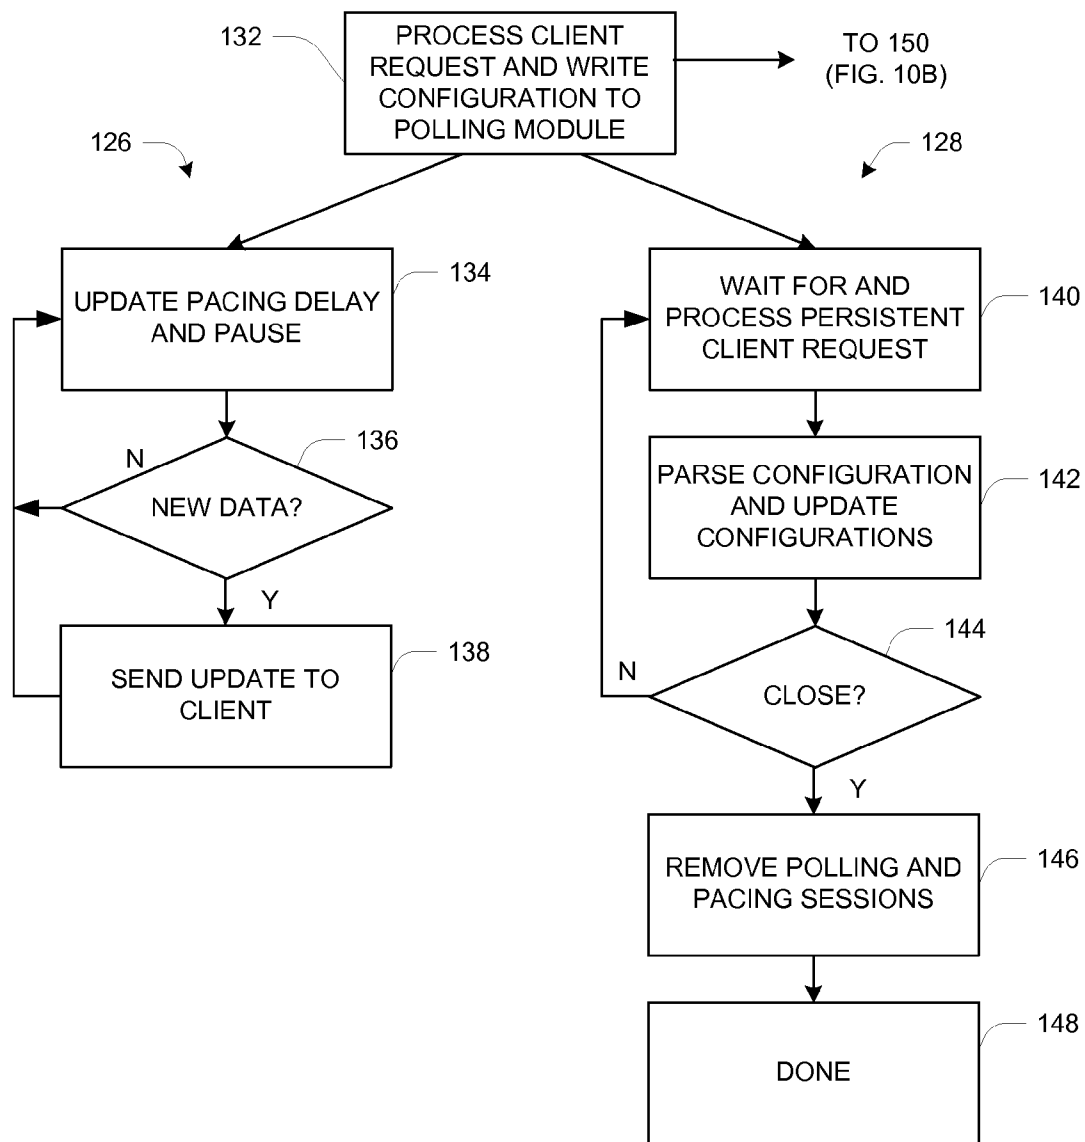 132
PROCESS CLIENT
REQUEST AND WRITE
CONFIGURATION TO
POLLING MODULE
TO 150
(FIG. 10B)
126
128
UPDATE PACING DELAY
AND PAUSE
134
N
NEW DATA?
136
Y
SEND UPDATE TO
CLIENT
138
WAIT FOR AND
PROCESS PERSISTENT
CLIENT REQUEST
140
PARSE CONFIGURATION
AND UPDATE
CONFIGURATIONS
142
144
N
CLOSE?
Y
REMOVE POLLING AND
PACING SESSIONS
146
DONE
148